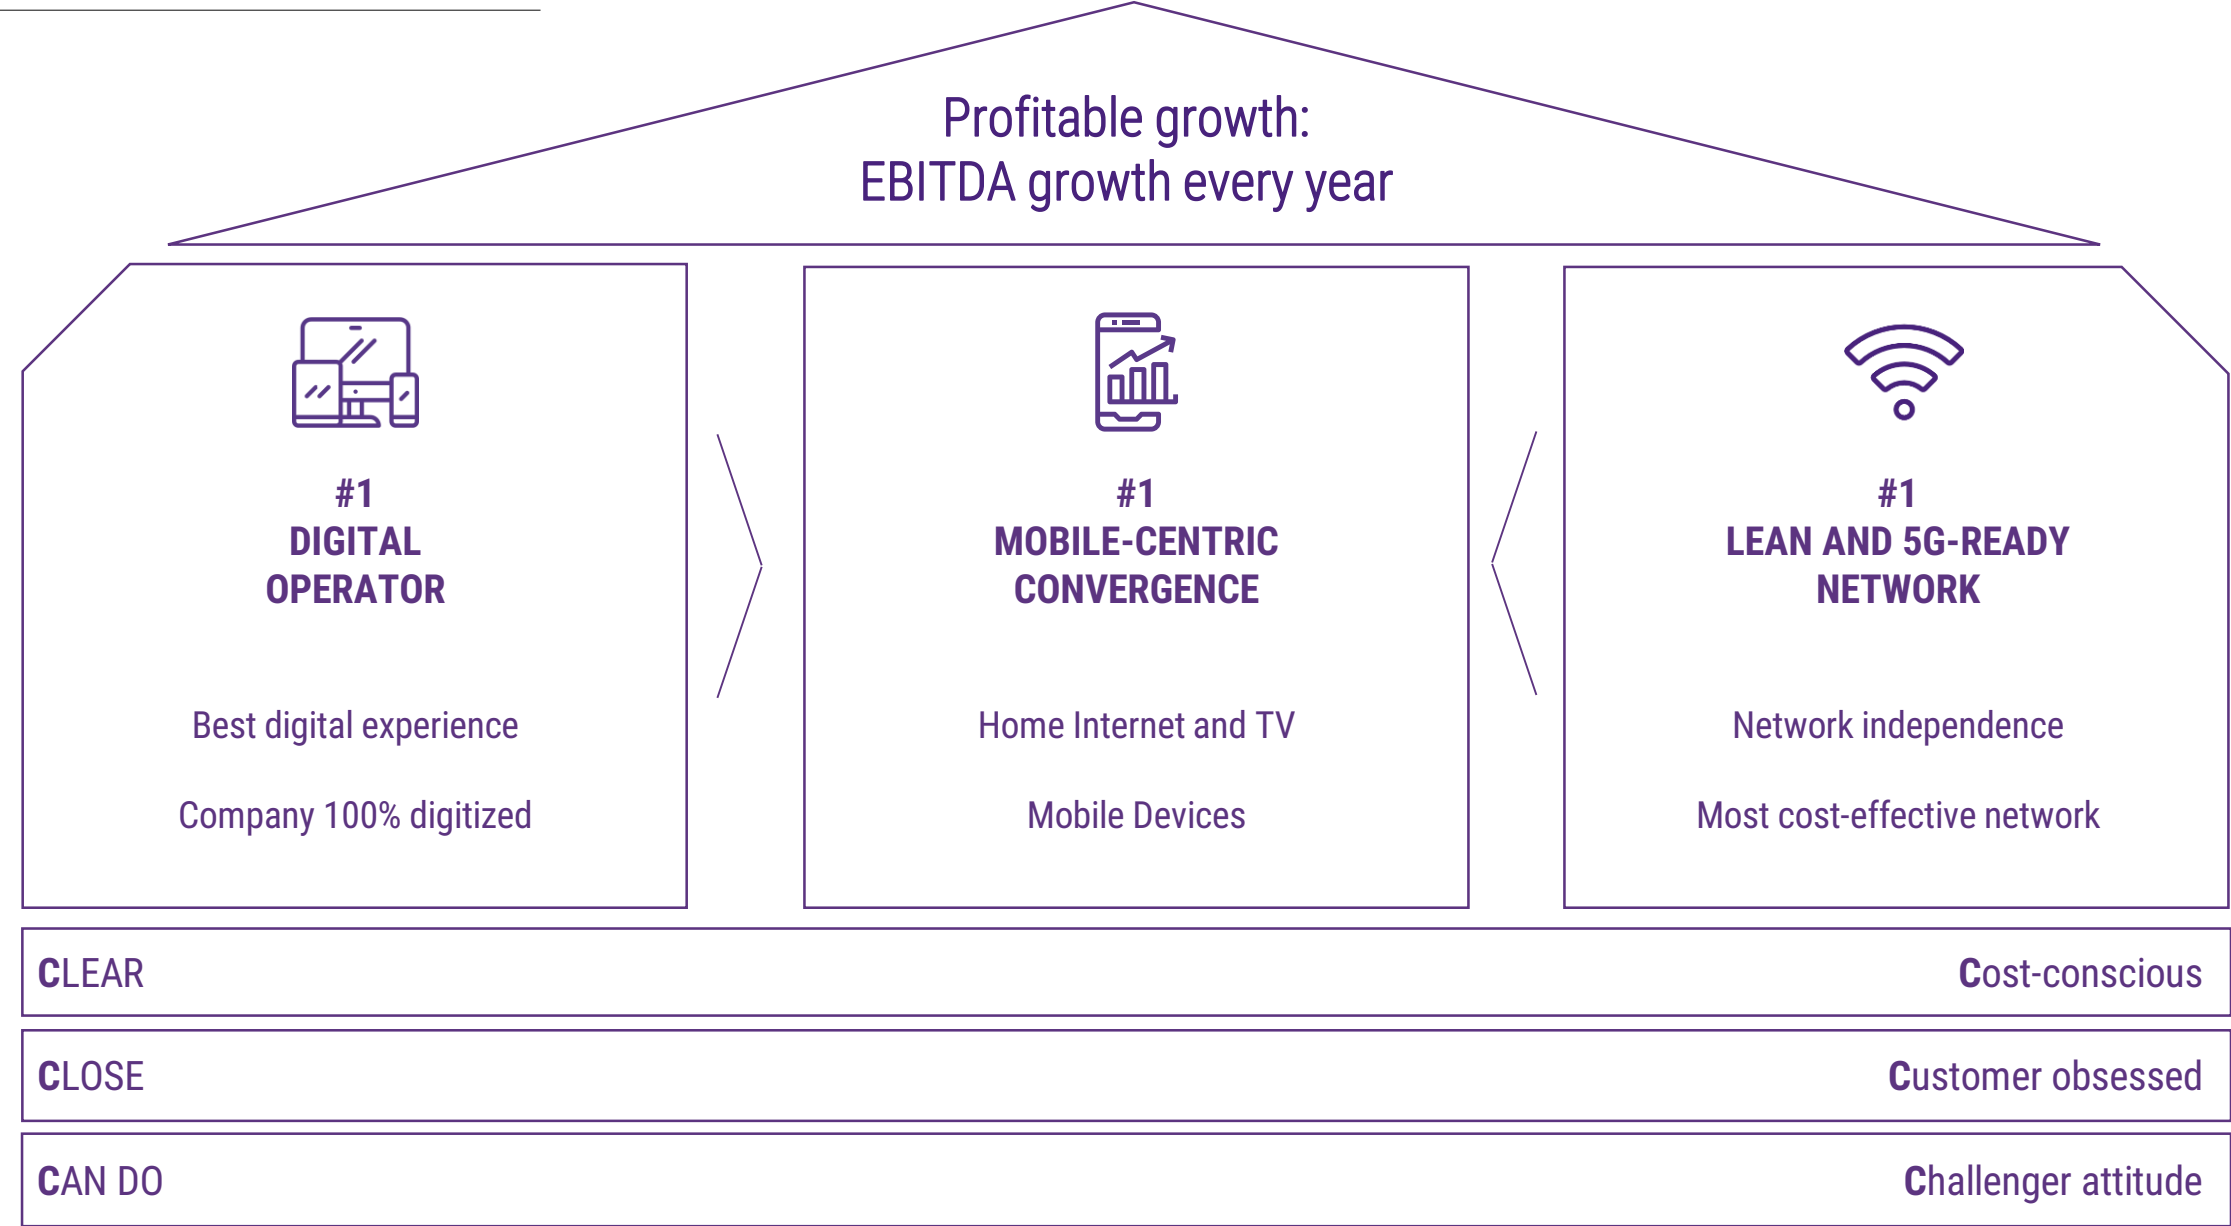 Profitable growth:
EBITDA growth every year
#1
DIGITAL
OPERATOR
Best digital experience
Company 100% digitized
#1
MOBILE-CENTRIC
CONVERGENCE
Home Internet and TV
Mobile Devices
#1
LEAN AND 5G-READY
NETWORK
Network independence
Most cost-effective network
CLEAR
Cost-conscious
CLOSE
Customer obsessed
CAN DO
Challenger attitude